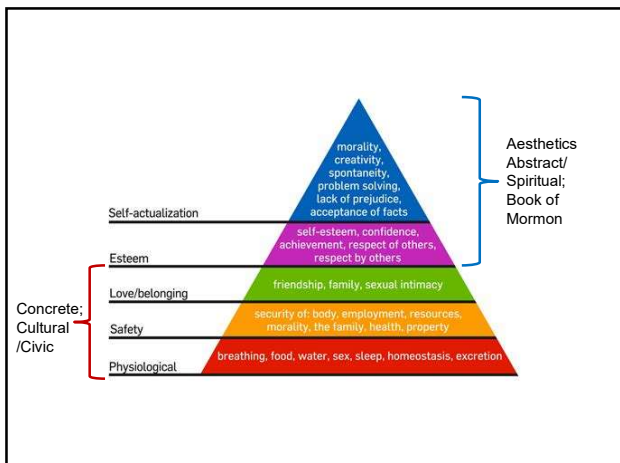 Aesthetics
Abstract/
Spiritual;
Book of
Mormon
morality,
creativity,
spontaneity,
problem solving,
lack of prejudice,
acceptance of facts
Self-actualization
self-esteem, confidence,
achievement, respect of others,
respect by others
Esteem
friendship, family, sexual intimacy
Love/belonging
Concrete;
Cultural
/Civic
security of: body, employment, resources,
morality, the family, health, property
Safety
breathing, food, water, sex, sleep, homeostasis, excretion
Physiological